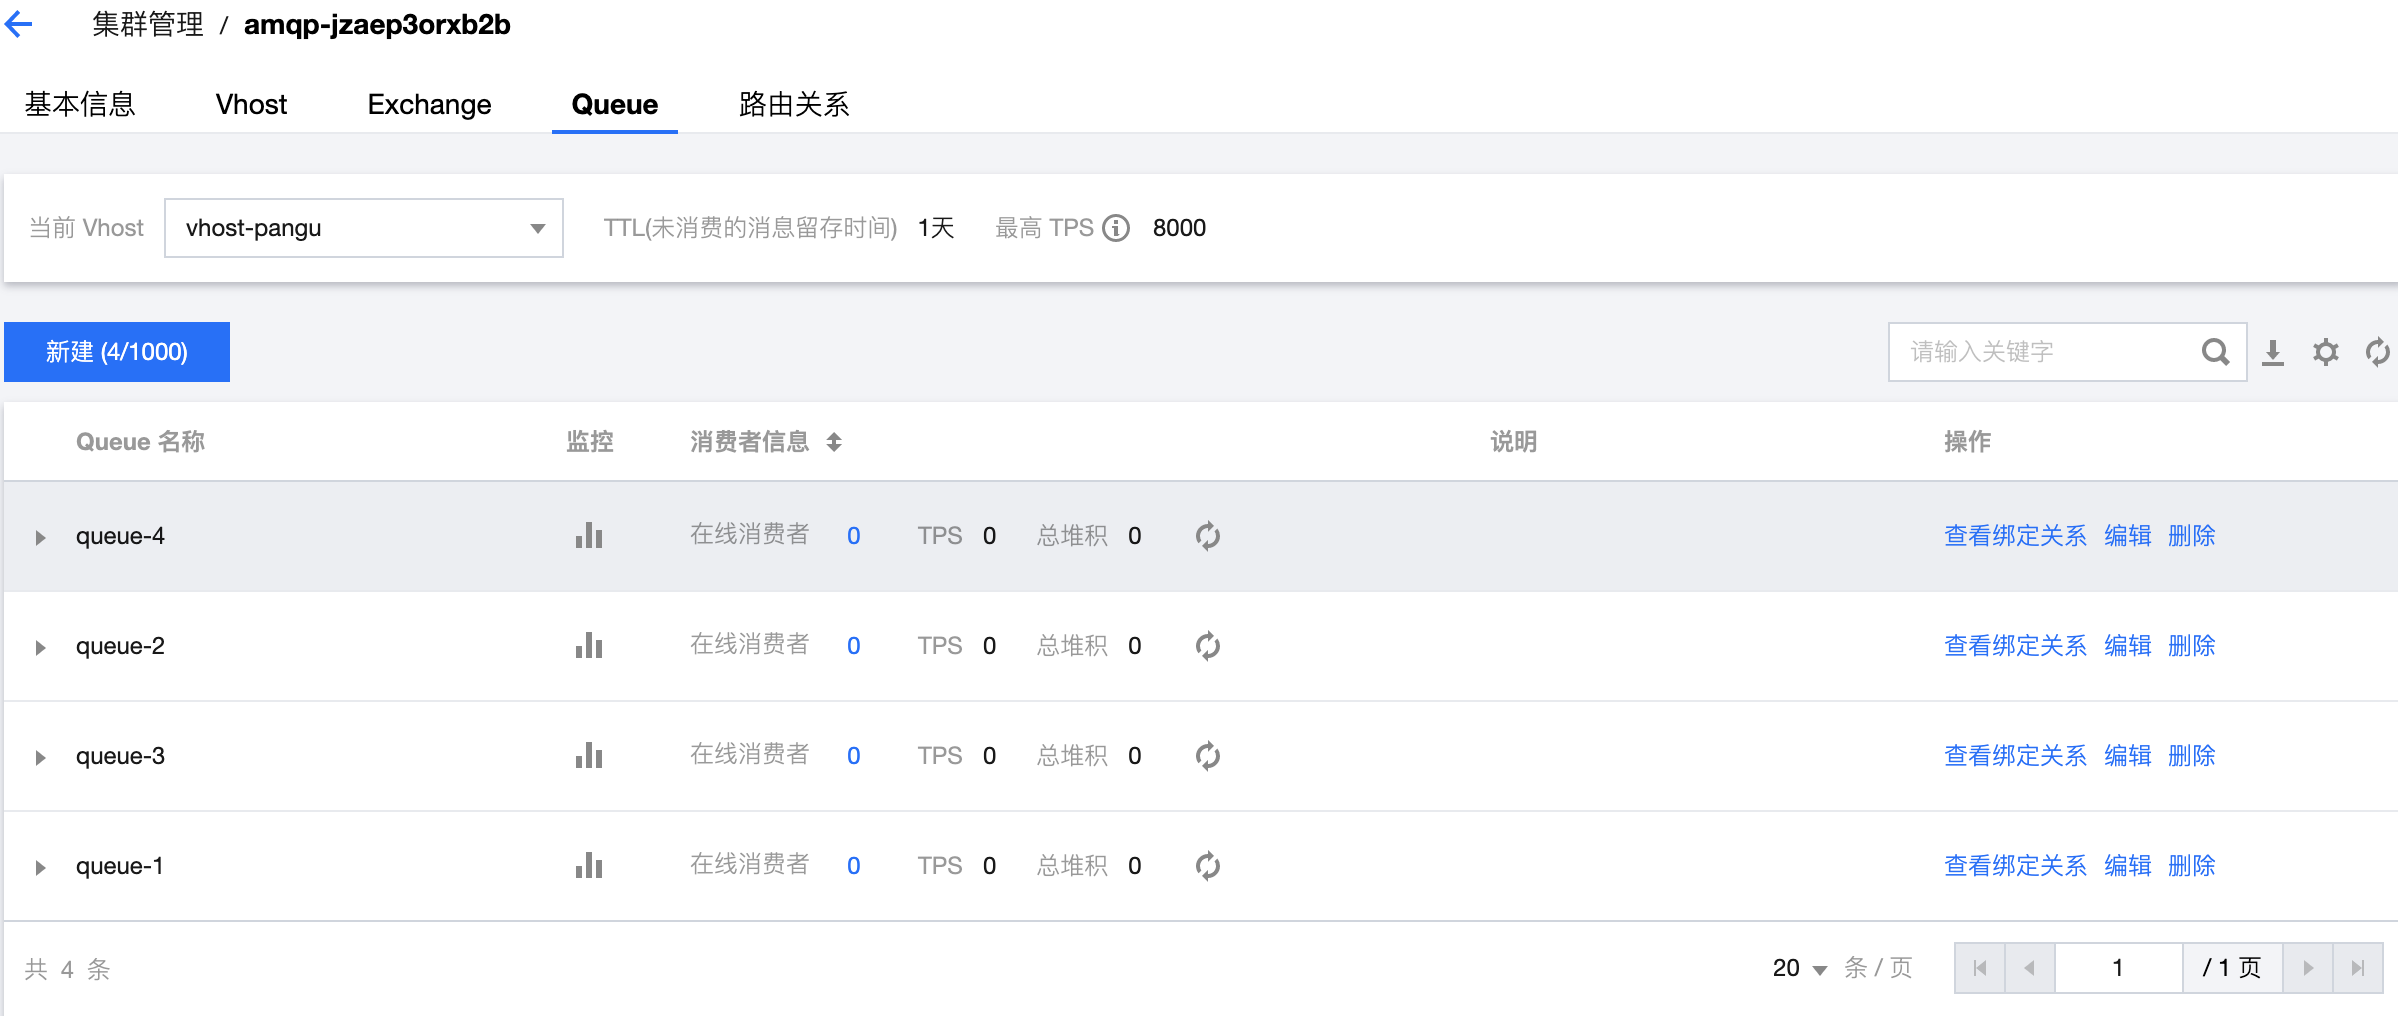 集群管理 / amqp-jzaep3orxb2b
基本信息 Vhost Exchange Queue 路由关系
当前 Vhost vhost-pangu TTL(未消费的消息留存时间) 1天 最高 TPS 8000
新建 (4/1000) 请输入关键字
Queue 名称 监控 消费者信息 说明 操作
queue-4 在线消费者 0 TPS 0 总堆积 0 查看绑定关系 编辑 删除
queue-2 在线消费者 0 TPS 0 总堆积 0 查看绑定关系 编辑 删除
queue-3 在线消费者 0 TPS 0 总堆积 0 查看绑定关系 编辑 删除
queue-1 在线消费者 0 TPS 0 总堆积 0 查看绑定关系 编辑 删除
共 4 条 20 条 / 页 1 / 1 页